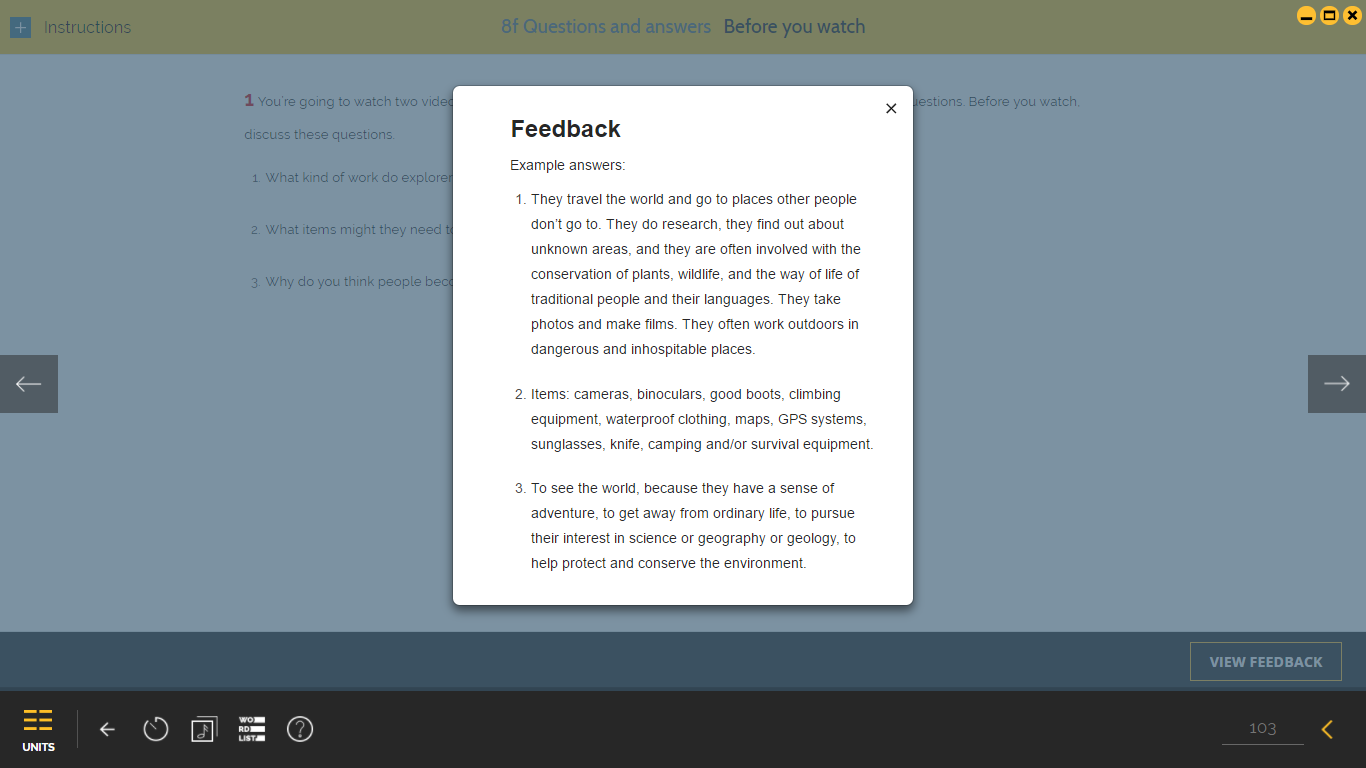 Instructions
8f Questions and answers Before you watch
1 You're going to watch two
estions. Before you watch,
discuss these questions.
1. What kind of work do
2. What items might they need
3. Why do you think people
Feedback
Example answers:
1. They travel the world and go to places other people
don't go to. They do research, they find out about
unknown areas, and they are often involved with the
conservation of plants, wildlife, and the way of life of
traditional people and their languages. They take
photos and make films. They often work outdoors in
dangerous and inhospitable places.
2. Items: cameras, binoculars, good boots, climbing
equipment, waterproof clothing, maps, GPS systems,
sunglasses, knife, camping and/or survival equipment.
3. To see the world, because they have a sense of
adventure, to get away from ordinary life, to pursue
their interest in science or geography or geology, to
help protect and conserve the environment.
VIEW FEEDBACK
UNITS
WO
RD
LIST
103